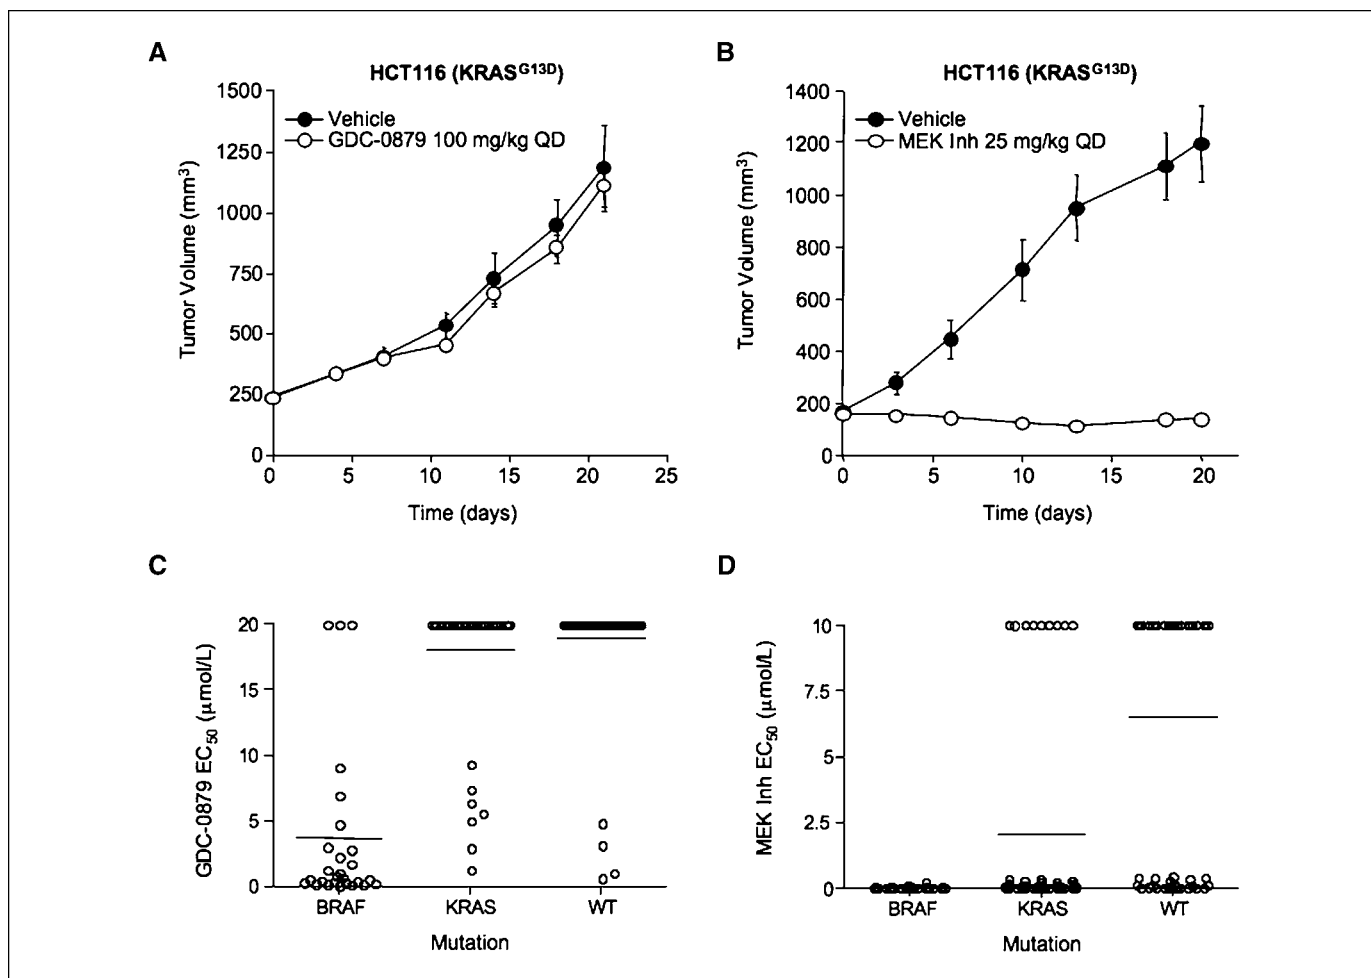 A
HCT116 (KRASG13D)
1500
1250
1000
750
500
250
0
Vehicle
GDC-0879 100 mg/kg QD
Tumor Volume (mm3)
0 5 10 15 20 25
Time (days)
B
HCT116 (KRASG13D)
1400
1200
1000
800
600
400
200
0
Vehicle
MEK Inh 25 mg/kg QD
Tumor Volume (mm3)
0 5 10 15 20
Time (days)
C
20
15
10
5
0
GDC-0879 EC50 (μmol/L)
BRAF KRAS WT
Mutation
D
10
7.5
5
2.5
0
MEK Inh EC50 (μmol/L)
BRAF KRAS WT
Mutation